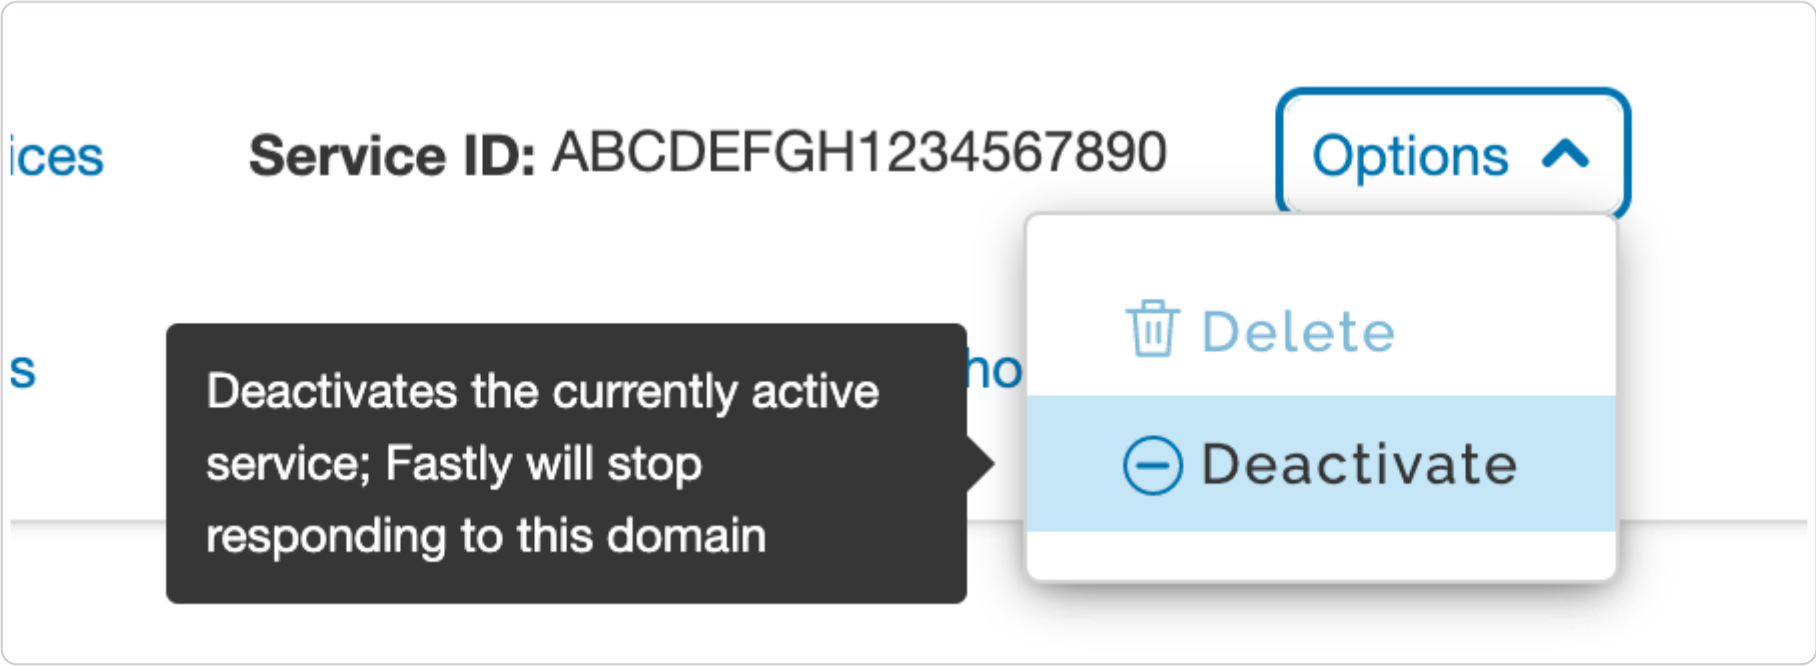 ices
Service ID: ABCDEFGH1234567890
Options
Delete
s
ho
Deactivates the currently active
service; Fastly will stop
responding to this domain
Deactivate